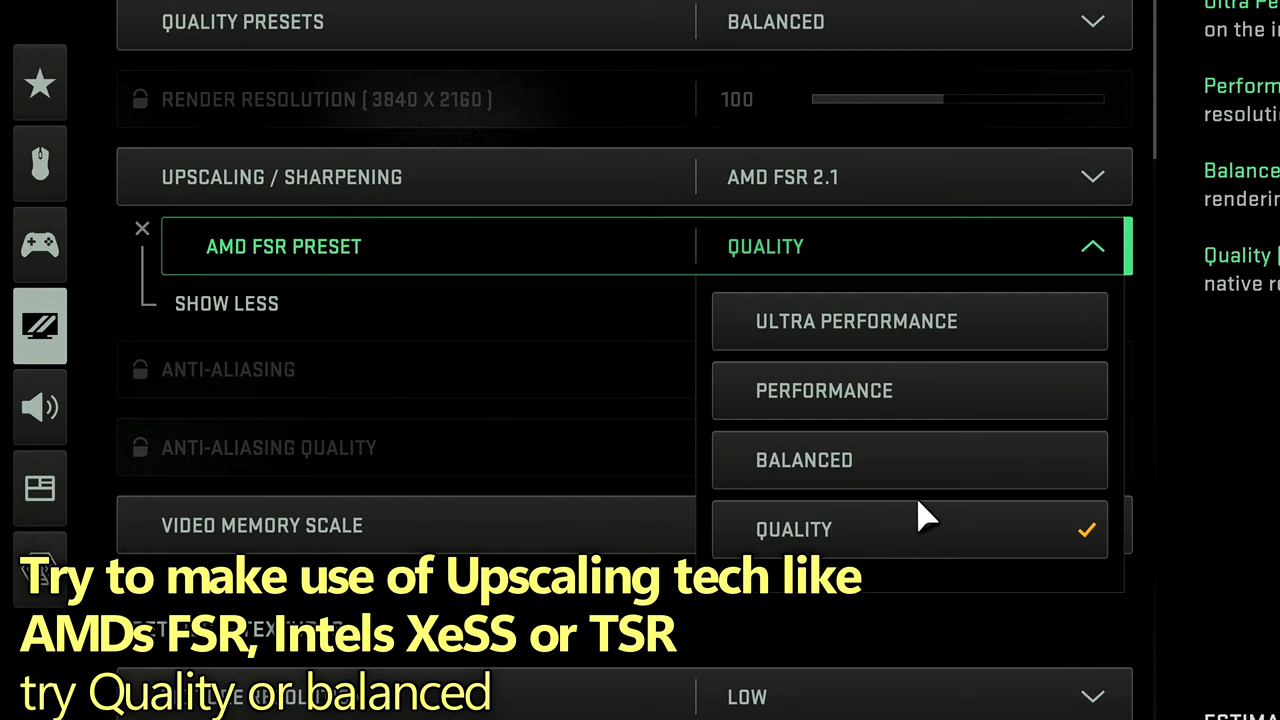 QUALITY PRESETS
BALANCED
RENDER RESOLUTION ( 3840 X 2160 )
100
UPSCALING / SHARPENING
AMD FSR 2.1
AMD FSR PRESET
QUALITY
SHOW LESS
ULTRA PERFORMANCE
PERFORMANCE
BALANCED
QUALITY
ANTI-ALIASING
ANTI-ALIASING QUALITY
VIDEO MEMORY SCALE
Try to make use of Upscaling tech like
AMDs FSR, Intels XeSS or TSR
try Quality or balanced
LOW
on the i
Perform
resoluti
Balance
renderin
Quality
native r